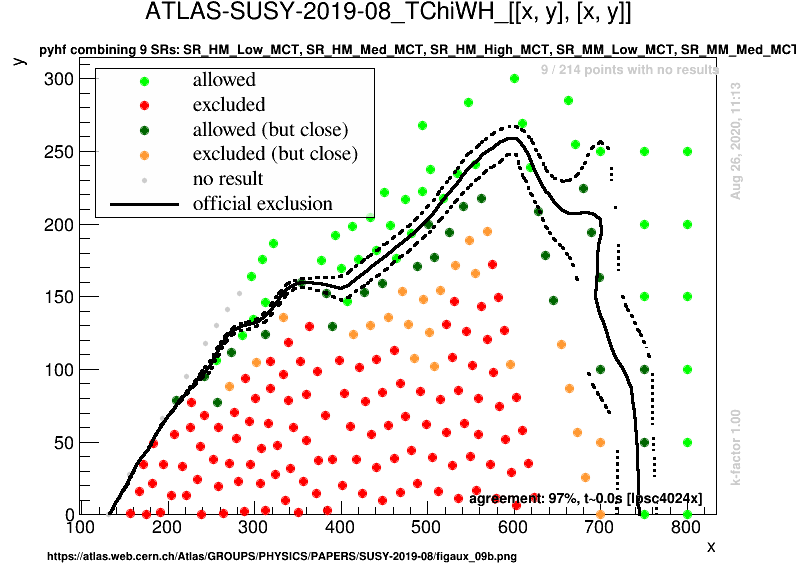 ATLAS-SUSY-2019-08_TChiWH_[[x, y], [x, y]]
pyhf combining 9 SRs: SR_HM_Low_MCT, SR_HM_Med_MCT, SR_HM_High_MCT, SR_MM_Low_MCT, SR_MM_Med_MCT
y
9 / 214 points with no results
allowed
excluded
allowed (but close)
excluded (but close)
no result
official exclusion
Aug 26, 2020, 11:13
k-factor 1.00
300
250
200
150
100
50
0
agreement: 97%, t~0.0s [lpsc4024x]
100 200 300 400 500 600 700 800
x
https://atlas.web.cern.ch/Atlas/GROUPS/PHYSICS/PAPERS/SUSY-2019-08/figaux_09b.png